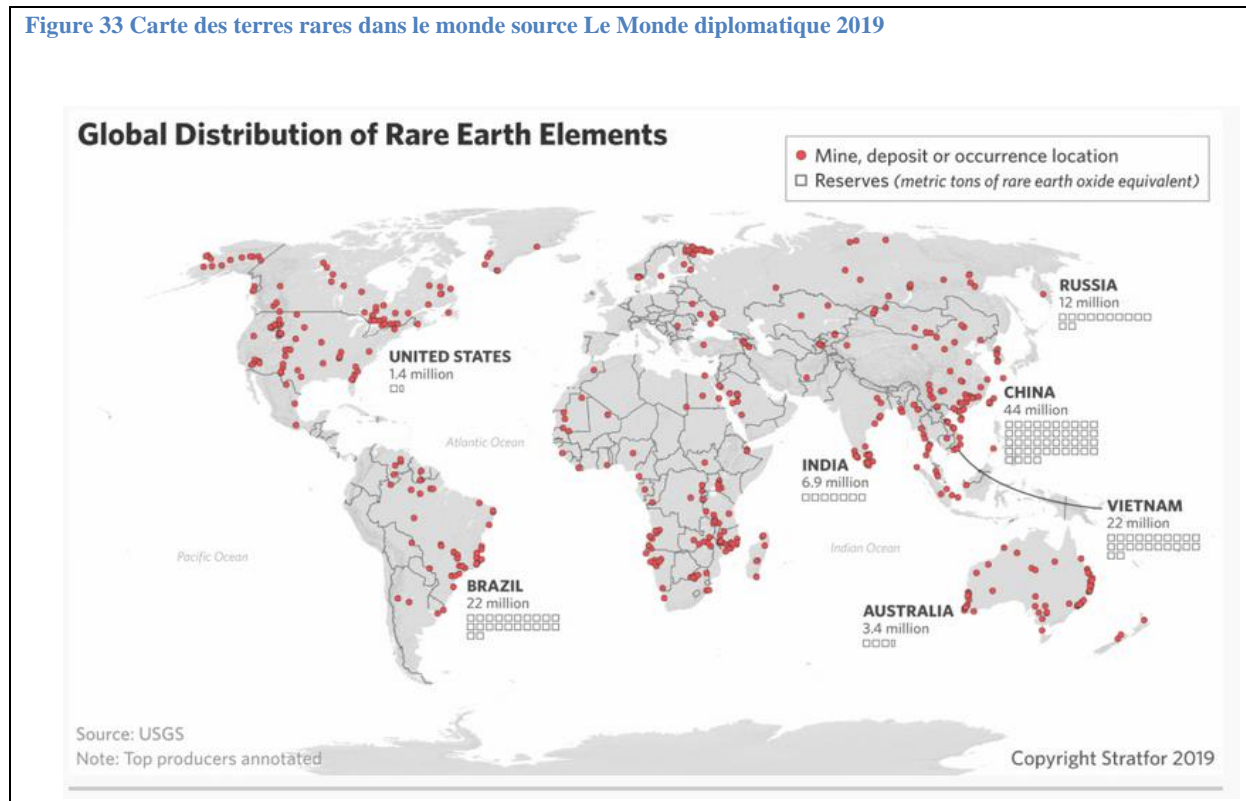 Figure 33 Carte des terres rares dans le monde source Le Monde diplomatique 2019
Global Distribution of Rare Earth Elements
Mine, deposit or occurrence location
Reserves (metric tons of rare earth oxide equivalent)
RUSSIA
12 million
UNITED STATES
1.4 million
CHINA
44 million
Atlantic Ocean
INDIA
6.9 million
VIETNAM
22 million
Pacific Ocean
Indian Ocean
BRAZIL
22 million
AUSTRALIA
3.4 million
Source: USGS
Note: Top producers annotated
Copyright Stratfor 2019